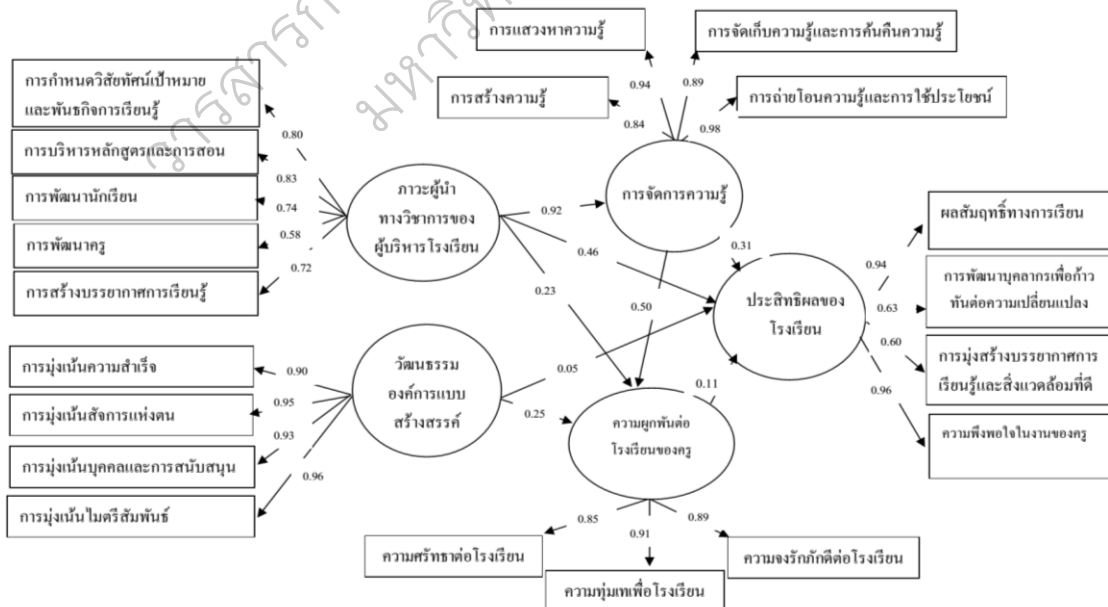 วารสารก
มหาวิท
การแสวงหาความรู้
การจัดเก็บความรู้และการค้นคืนความรู้
การสร้างความรู้
การถ่ายโอนความรู้และการใช้ประโยชน์
0.94
0.89
0.84
0.98
การจัดการความรู้
การกำหนดวิสัยทัศน์เป้าหมาย
และพันธกิจการเรียนรู้
การบริหารหลักสูตรและการสอน
การพัฒนานักเรียน
การพัฒนาครู
การสร้างบรรยากาศการเรียนรู้
0.80
0.83
0.74
0.58
0.72
ภาวะผู้นำ
ทางวิชาการของ
ผู้บริหารโรงเรียน
0.92
0.46
0.23
0.50
0.31
ประสิทธิผลของ
โรงเรียน
0.94
0.63
0.60
0.96
ผลสัมฤทธิ์ทางการเรียน
การพัฒนาบุคลากรเพื่อก้าว
ทันต่อความเปลี่ยนแปลง
การมุ่งสร้างบรรยากาศการ
เรียนรู้และสิ่งแวดล้อมที่ดี
ความพึงพอใจในงานของครู
การมุ่งเน้นความสำเร็จ
การมุ่งเน้นสัจการแห่งตน
การมุ่งเน้นบุคคลและการสนับสนุน
การมุ่งเน้นไมตรีสัมพันธ์
0.90
0.95
0.93
0.96
วัฒนธรรม
องค์การแบบ
สร้างสรรค์
0.05
0.25
0.11
ความผูกพันต่อ
โรงเรียนของครู
0.85
0.91
0.89
ความศรัทธาต่อโรงเรียน
ความทุ่มเทเพื่อโรงเรียน
ความจงรักภักดีต่อโรงเรียน